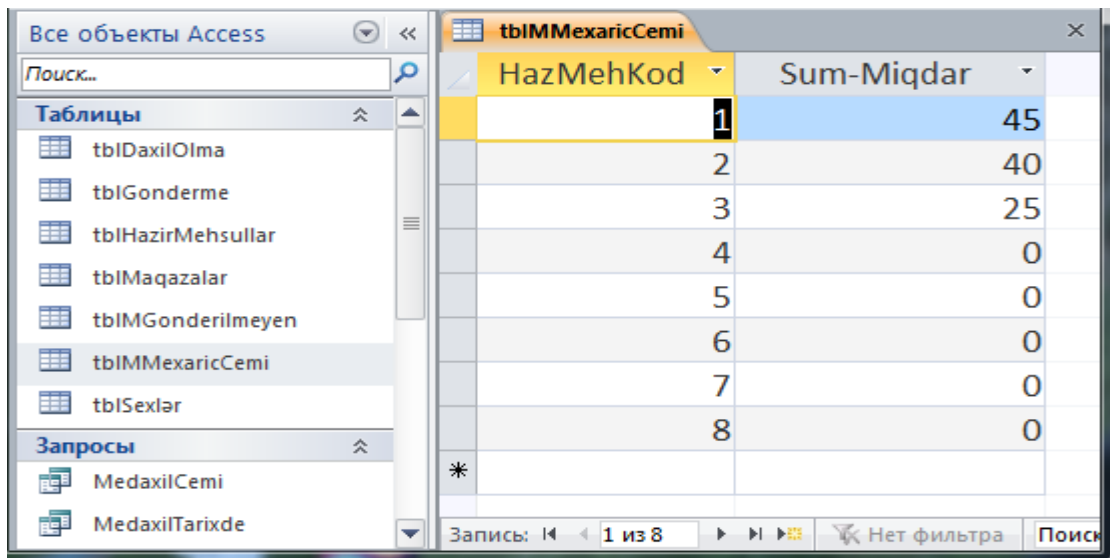 Все объекты Access
Поиск...
Таблицы
tblDaxilOlma
tblGonderme
tblHazirMehsullar
tblMaqazalar
tblMGonderilmeyen
tblMMexaricCemi
tblSexlər
Запросы
MedaxilCemi
MedaxilTarixde
tblMMexaricCemi
HazMehKod Sum-Miqdar
1 45
2 40
3 25
4 0
5 0
6 0
7 0
8 0
Запись: 1 из 8 Нет фильтра Поиск